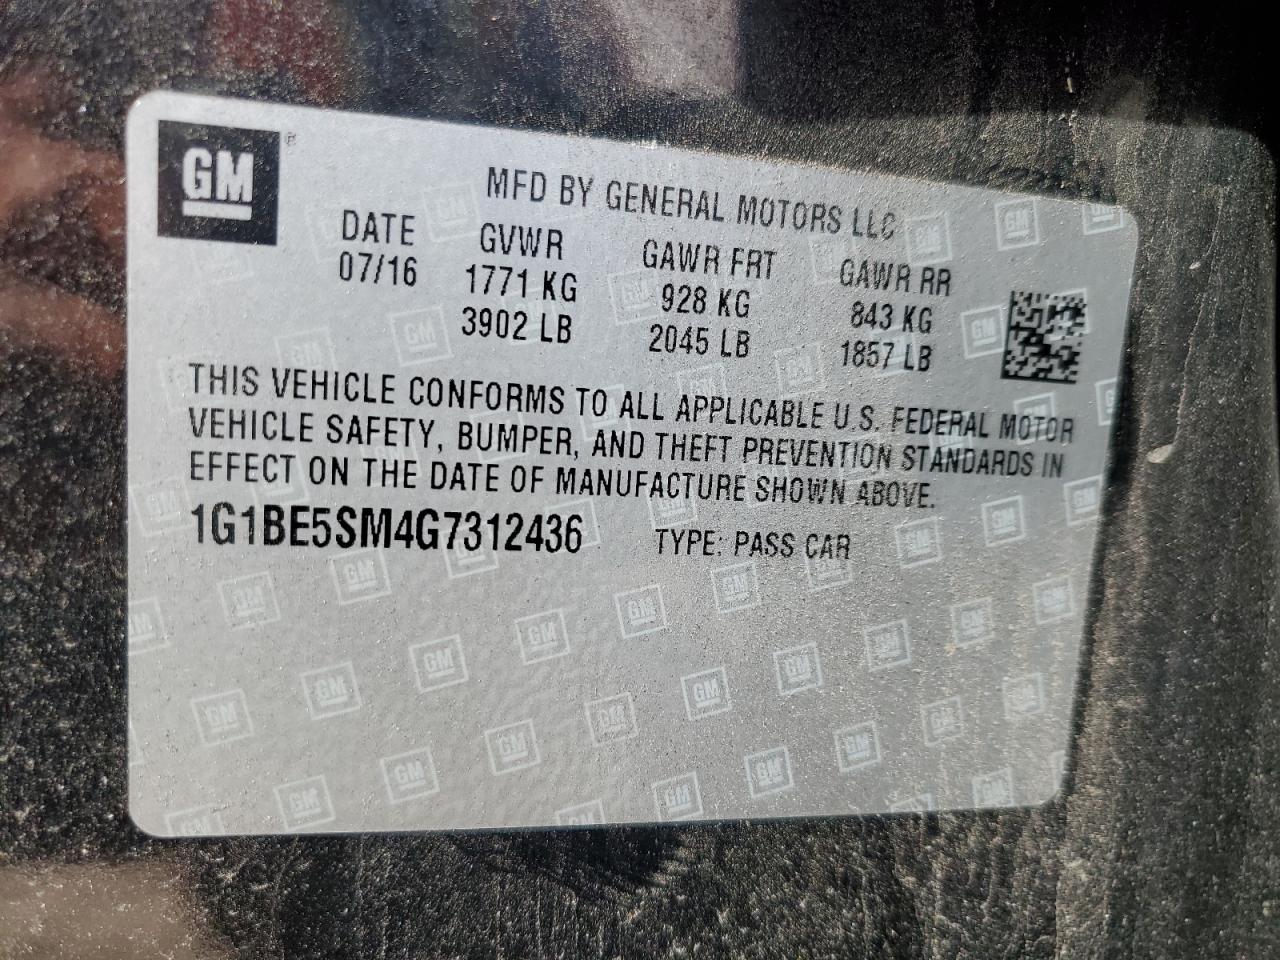 GM
MFD BY GENERAL MOTORS LLC
DATE GVWR GAWR FRT GAWR RR
07/16 1771 KG 928 KG 843 KG
3902 LB 2045 LB 1857 LB
THIS VEHICLE CONFORMS TO ALL APPLICABLE U.S. FEDERAL MOTOR
VEHICLE SAFETY, BUMPER, AND THEFT PREVENTION STANDARDS IN
EFFECT ON THE DATE OF MANUFACTURE SHOWN ABOVE.
1G1BE5SM4G7312436 TYPE: PASS CAR